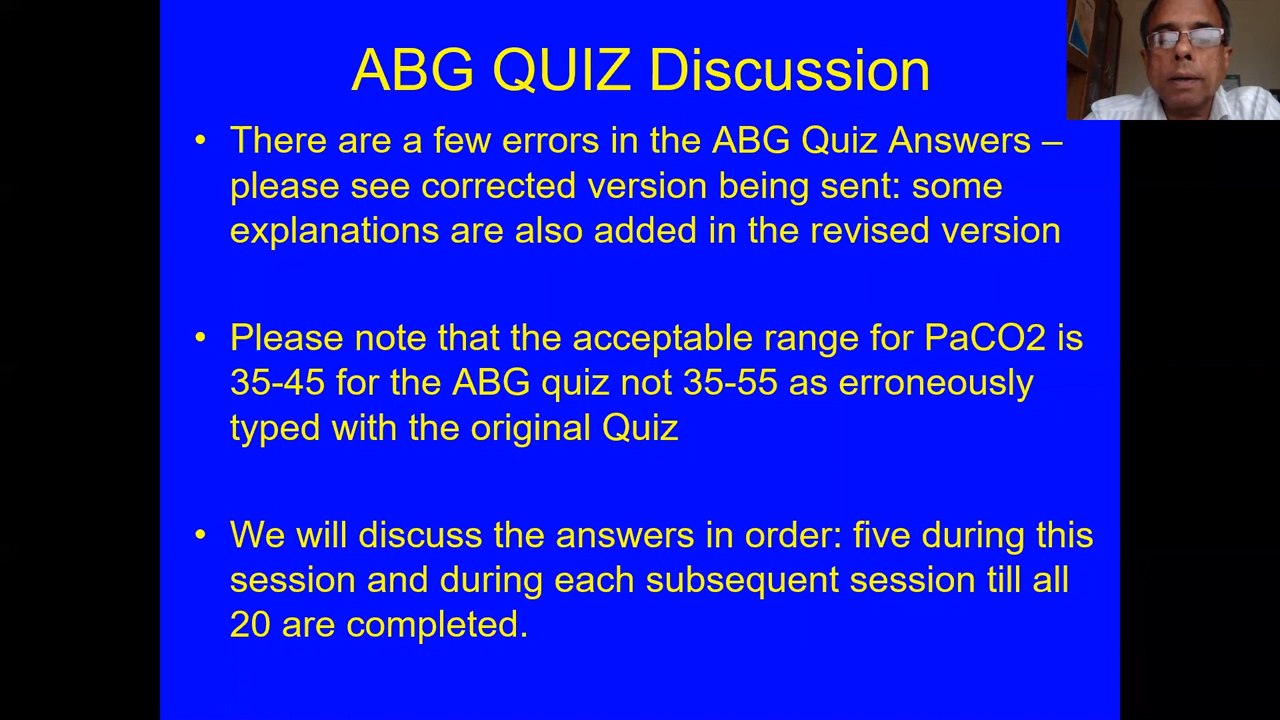 ABG QUIZ Discussion
• There are a few errors in the ABG Quiz Answers –
please see corrected version being sent: some
explanations are also added in the revised version
• Please note that the acceptable range for PaCO2 is
35-45 for the ABG quiz not 35-55 as erroneously
typed with the original Quiz
• We will discuss the answers in order: five during this
session and during each subsequent session till all
20 are completed.